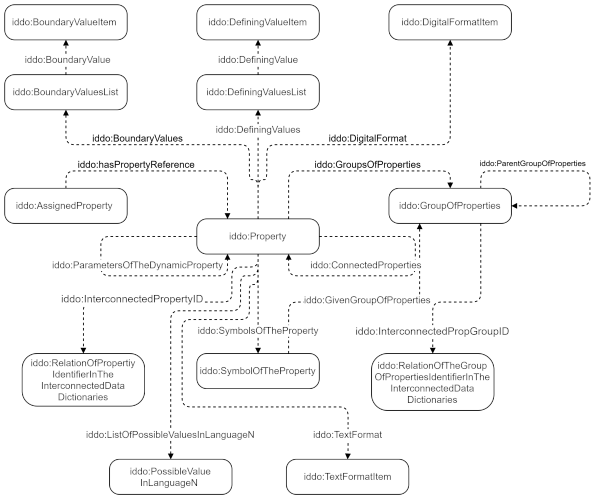 iddo:BoundaryValueItem
iddo:DefiningValueItem
iddo:DigitalFormatItem
iddo:BoundaryValue
iddo:DefiningValue
iddo:BoundaryValuesList
iddo:DefiningValuesList
iddo:DefiningValues
iddo:BoundaryValues
iddo:DigitalFormat
iddo:hasPropertyReference
iddo:GroupsOfProperties
iddo:ParentGroupOfProperties
iddo:AssignedProperty
iddo:GroupOfProperties
iddo:Property
iddo:ParametersOfTheDynamicProperty
iddo:ConnectedProperties
iddo:InterconnectedPropertyID
iddo:GivenGroupOfProperties
iddo:SymbolsOfTheProperty
iddo:InterconnectedPropGroupID
iddo:RelationOfPropertiy
IdentifierInThe
InterconnectedData
Dictionaries
iddo:SymbolOfTheProperty
iddo:RelationOfTheGroup
OfPropertiesIdentifierInThe
InterconnectedData
Dictionaries
iddo:ListOfPossibleValuesInLanguageN
iddo:TextFormat
iddo:PossibleValue
InLanguageN
iddo:TextFormatItem